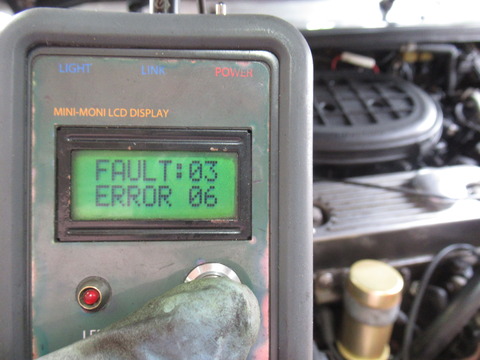 LIGHT LINK POWER
MINI-MONI LCD DISPLAY
FAULT:03
ERROR 06